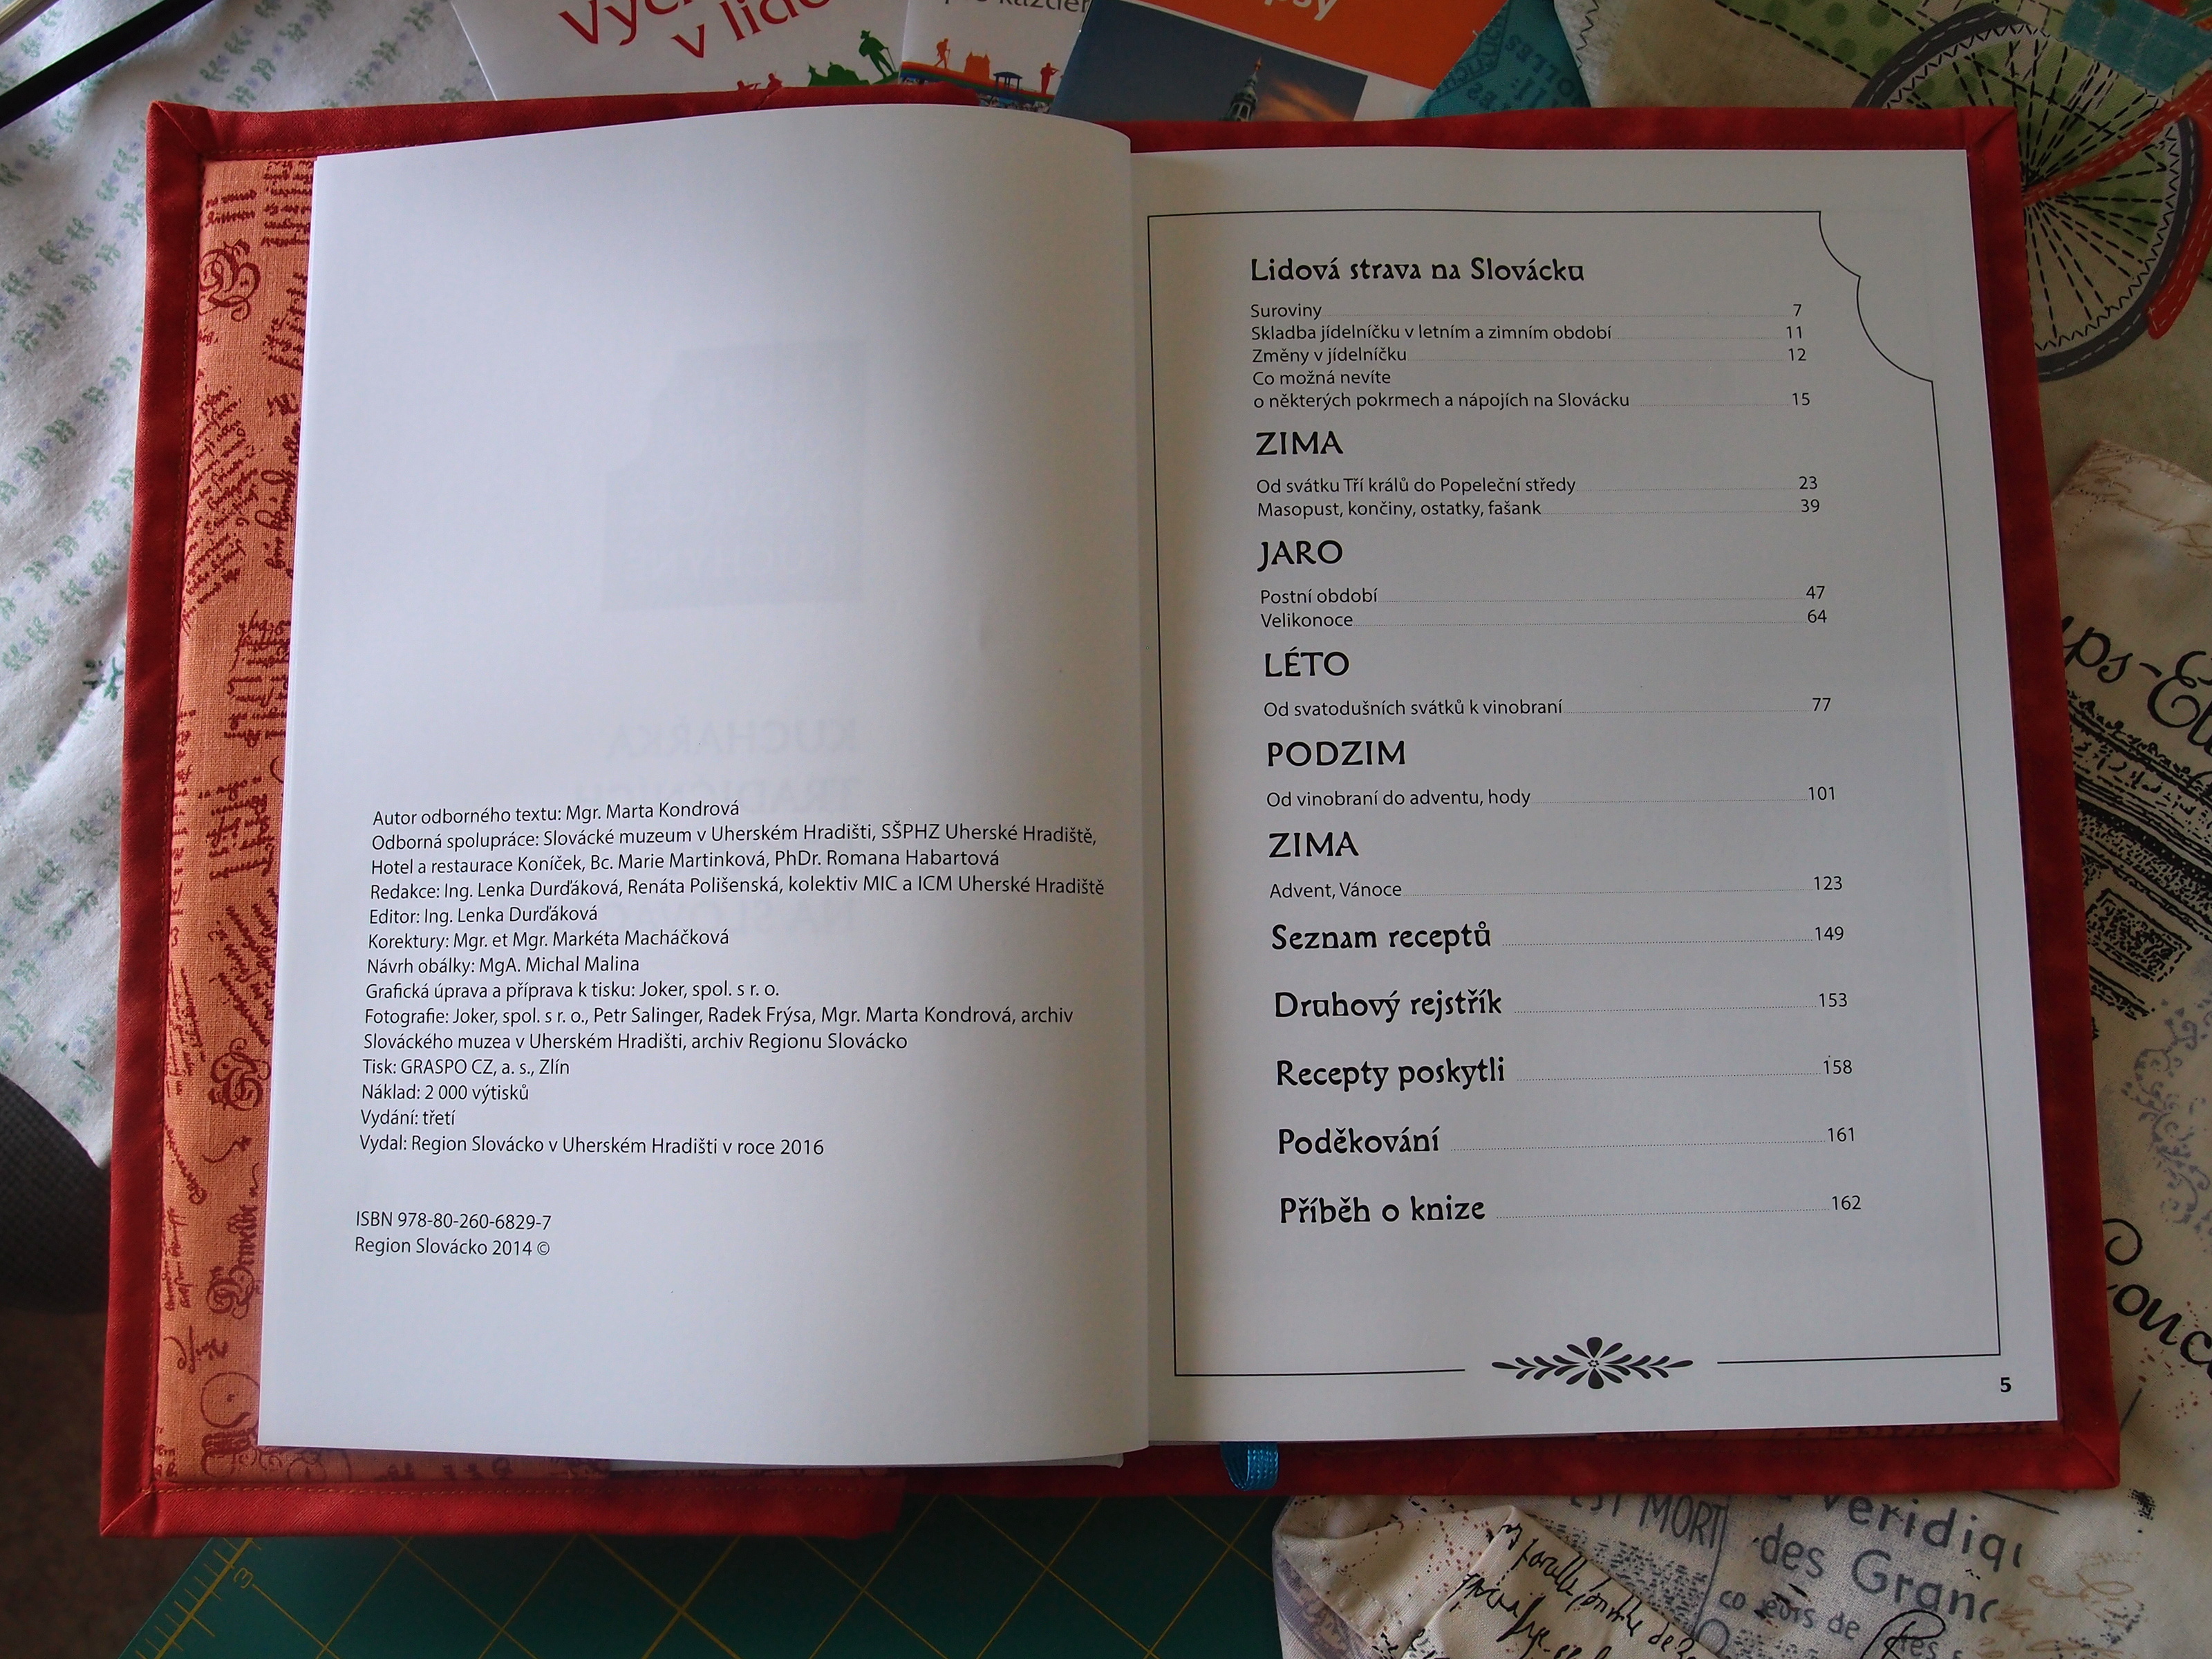 v lido
Autor odborného textu: Mgr. Marta Kondrová
Odborná spolupráce: Slovácké muzeum v Uherském Hradišti, SŠPHZ Uherské Hradiště,
Hotel a restaurace Koníček, Bc. Marie Martinková, PhDr. Romana Habartová
Redakce: Ing. Lenka Durďáková, Renáta Polišenská, kolektiv MIC a ICM Uherské Hradiště
Editor: Ing. Lenka Durďáková
Korektury: Mgr. et Mgr. Markéta Macháčková
Návrh obálky: MgA. Michal Malina
Grafická úprava a příprava k tisku: Joker, spol. s r. o.
Fotografie: Joker, spol. s r. o., Petr Salinger, Radek Frýsa, Mgr. Marta Kondrová, archiv
Slováckého muzea v Uherském Hradišti, archiv Regionu Slovácko
Tisk: GRASPO CZ, a. s., Zlín
Náklad: 2 000 výtisků
Vydání: třetí
Vydal: Region Slovácko v Uherském Hradišti v roce 2016
ISBN 978-80-260-6829-7
Region Slovácko 2014 ©
Lidová strava na Slovácku
Suroviny 7
Skladba jídelníčku v letním a zimním období 11
Změny v jídelníčku 12
Co možná nevíte
o některých pokrmech a nápojích na Slovácku 15
ZIMA
Od svátku Tří králů do Popeleční středy 23
Masopust, končiny, ostatky, fašank 39
JARO
Postní období 47
Velikonoce 64
LÉTO
Od svatodušních svátků k vinobraní 77
PODZIM
Od vinobraní do adventu, hody 101
ZIMA
Advent, Vánoce 123
Seznam receptů 149
Druhový rejstřík 153
Recepty poskytli 158
Poděkování 161
Příběh o knize 162
5
MORT
des Granc